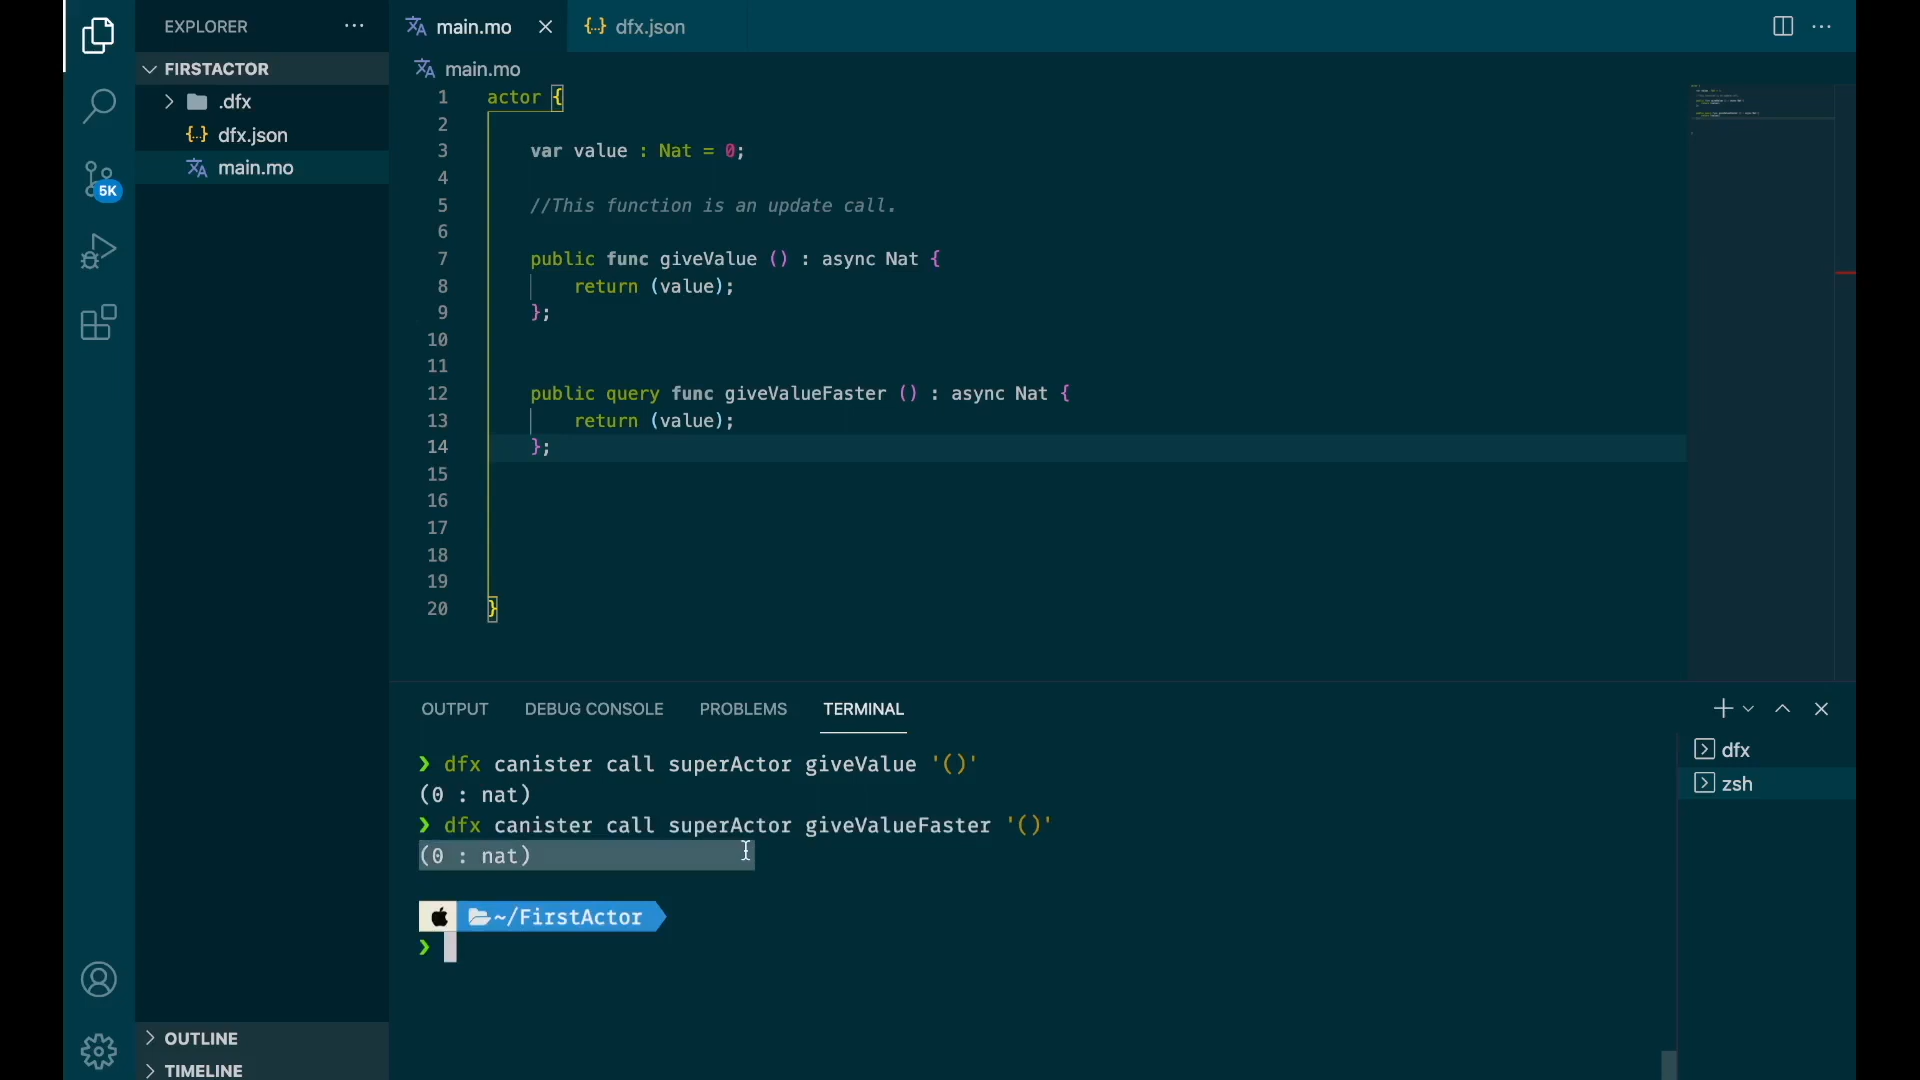 EXPLORER
FIRSTACTOR
.dfx
dfx.json
main.mo
5K
OUTLINE
TIMELINE
main.mo
dfx.json
main.mo
1 actor {
2
3 var value : Nat = 0;
4
5 //This function is an update call.
6
7 public func giveValue () : async Nat {
8 return (value);
9 };
10
11
12 public query func giveValueFaster () : async Nat {
13 return (value);
14 };
15
16
17
18
19
20 }
OUTPUT DEBUG CONSOLE PROBLEMS TERMINAL
❯ dfx canister call superActor giveValue '()'
(0 : nat)
❯ dfx canister call superActor giveValueFaster '()'
(0 : nat)
~/FirstActor
❯
dfx
zsh